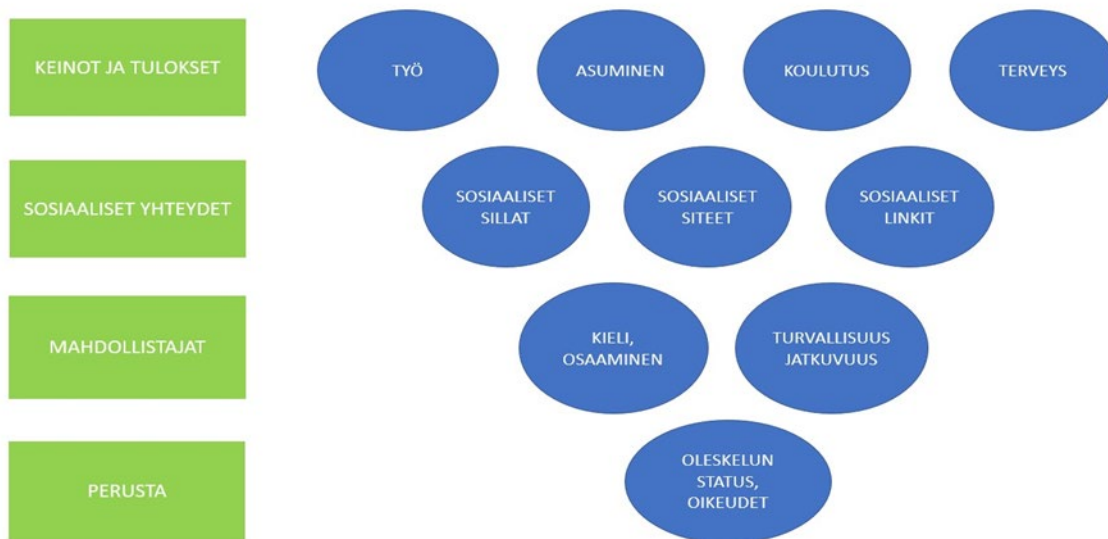 KEINOT JA TULOKSET
TYÖ
ASUMINEN
KOULUTUS
TERVEYS
SOSIAALISET YHTEYDET
SOSIAALISET
SILLAT
SOSIAALISET
SITEET
SOSIAALISET
LINKIT
MAHDOLLISTAJAT
KIELI,
OSAAMINEN
TURVALLISUUS
JATKUVUUS
PERUSTA
OLESKELUN
STATUS,
OIKEUDET